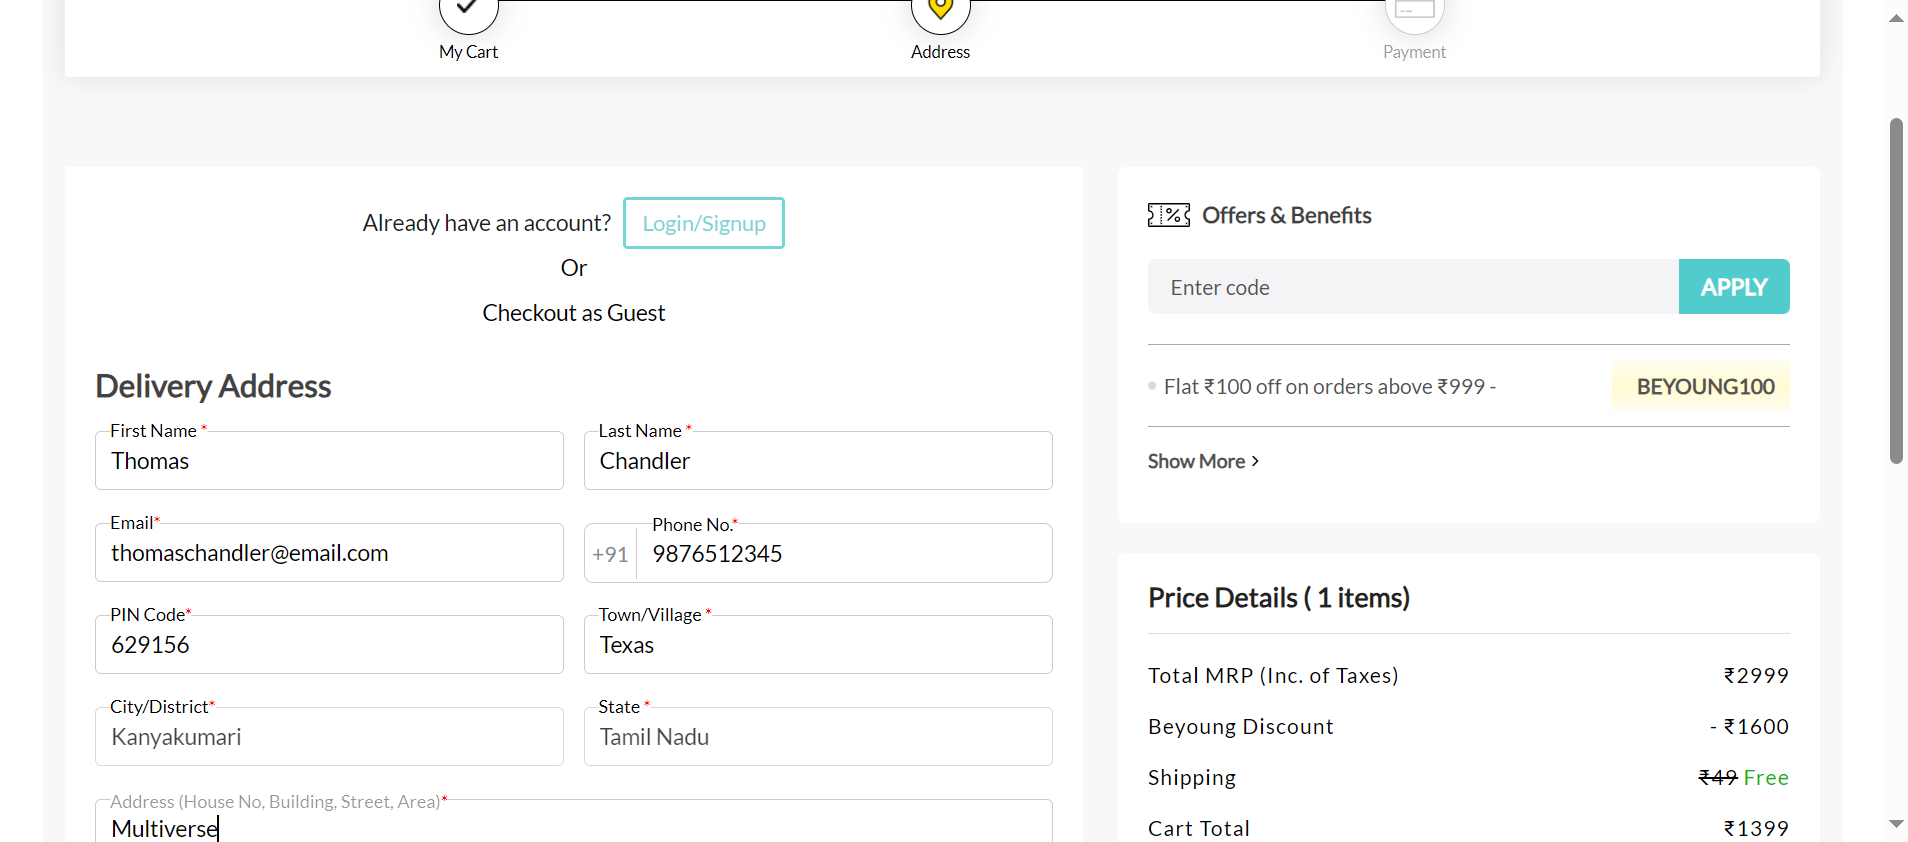 My Cart
Address
Payment
Already have an account? Login/Signup
Or
Checkout as Guest
Delivery Address
First Name *
Thomas
Last Name *
Chandler
Email*
thomaschandler@email.com
Phone No.*
+91 9876512345
PIN Code*
629156
Town/Village *
Texas
City/District*
Kanyakumari
State *
Tamil Nadu
Address (House No, Building, Street, Area)*
Multiverse
Offers & Benefits
Enter code APPLY
Flat ₹100 off on orders above ₹999 - BEYOUNG100
Show More >
Price Details ( 1 items)
Total MRP (Inc. of Taxes) ₹2999
Beyoung Discount - ₹1600
Shipping ₹49 Free
Cart Total ₹1399